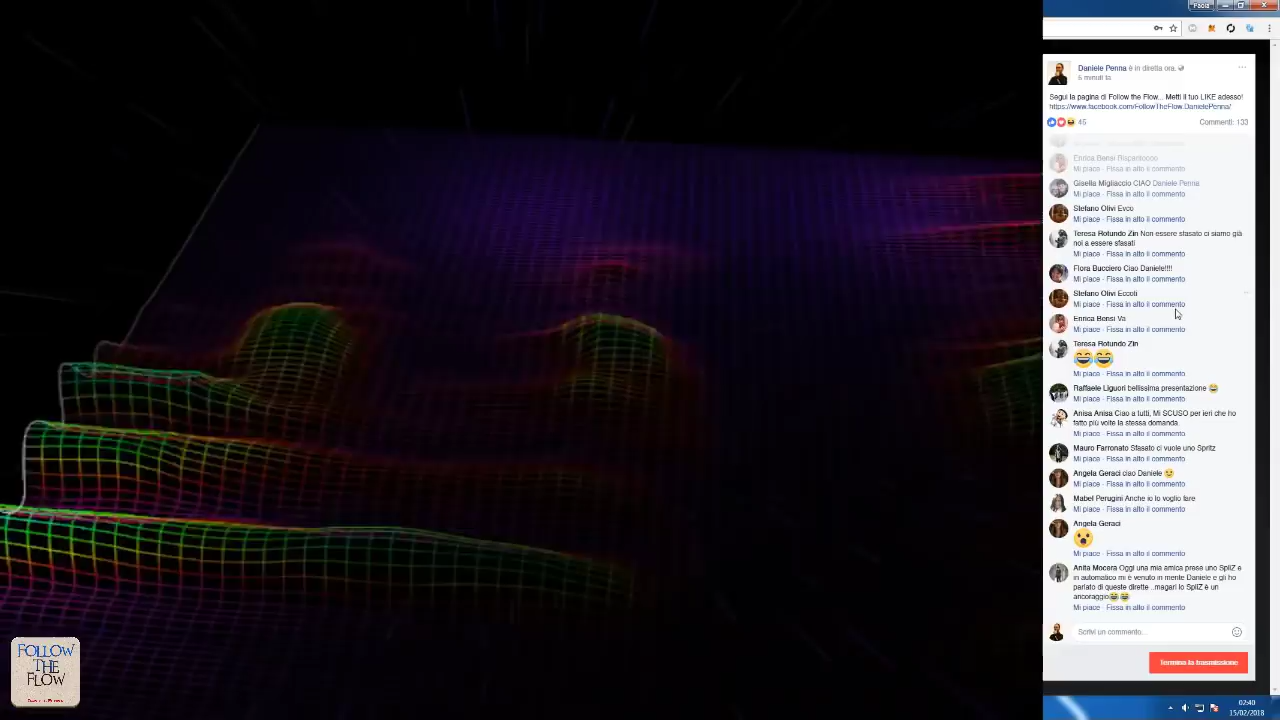 Paola
Daniele Penna è in diretta ora.
5 minuti fa
Segui la pagina di Follow the Flow... Metti il tuo LIKE adesso!
https://www.facebook.com/FollowTheFlow.DanielePenna/
46
Commenti: 133
Enrica Bensi Rispariocco
Mi piace · Fissa in alto il commento
Gisella Migliaccio CIAO Daniele Penna
Mi piace · Fissa in alto il commento
Stefano Olivi Evco
Mi piace · Fissa in alto il commento
Teresa Rotundo Zin Non essere sfasato ci siamo già
noi a essere sfasati
Mi piace · Fissa in alto il commento
Flora Bucciero Ciao Daniele!!!!
Mi piace · Fissa in alto il commento
Stefano Olivi Eccoti
Mi piace · Fissa in alto il commento
Enrica Bensi Va
Mi piace · Fissa in alto il commento
Teresa Rotundo Zin
😂😂
Mi piace · Fissa in alto il commento
Raffaele Liguori bellissima presentazione 😂
Mi piace · Fissa in alto il commento
Anisa Anisa Ciao a tutti, Mi SCUSO per ieri che ho
fatto più volte la stessa domanda.
Mi piace · Fissa in alto il commento
Mauro Farronato Sfasato ci vuole uno Spritz
Mi piace · Fissa in alto il commento
Angela Geraci ciao Daniele 😉
Mi piace · Fissa in alto il commento
Mabel Perugini Anche io lo voglio fare
Mi piace · Fissa in alto il commento
Angela Geraci
😮
Mi piace · Fissa in alto il commento
Anita Mocera Oggi una mia amica prese uno SpliZ e
in automatico mi è venuto in mente Daniele e gli ho
parlato di queste dirette ..magari lo SpliZ è un
ancoraggio😂😂
Mi piace · Fissa in alto il commento
Scrivi un commento...
Termina la trasmissione
FOLLOW
THE
FLOW
02:40
15/02/2018